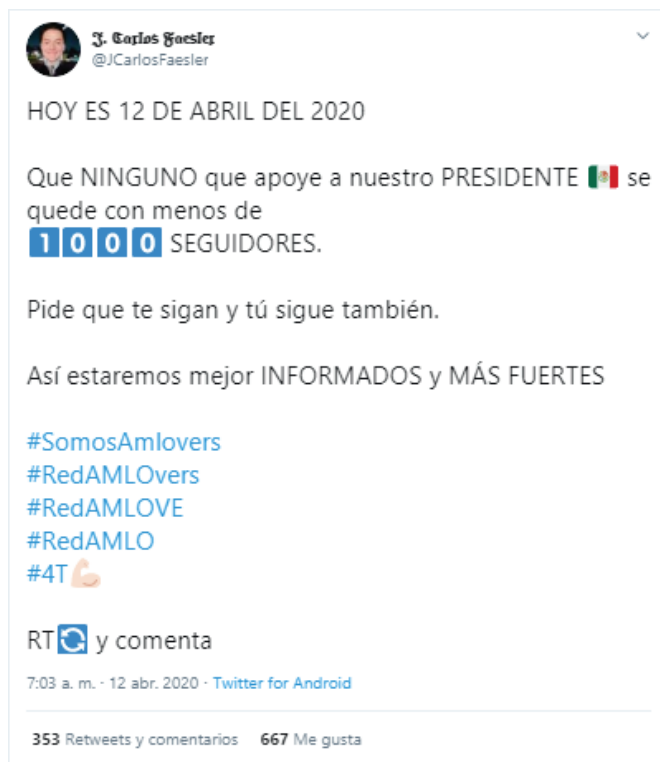 J. Carlos Faesler
@JCarlosFaesler
HOY ES 12 DE ABRIL DEL 2020
Que NINGUNO que apoye a nuestro PRESIDENTE 🇲🇽 se
quede con menos de
1️⃣0️⃣0️⃣0️⃣ SEGUIDORES.
Pide que te sigan y tú sigue también.
Así estaremos mejor INFORMADOS y MÁS FUERTES
#SomosAmlovers
#RedAMLOvers
#RedAMLOVE
#RedAMLO
#4T💪🏻
RT🔄 y comenta
7:03 a. m. · 12 abr. 2020 · Twitter for Android
353 Retweets y comentarios 667 Me gusta